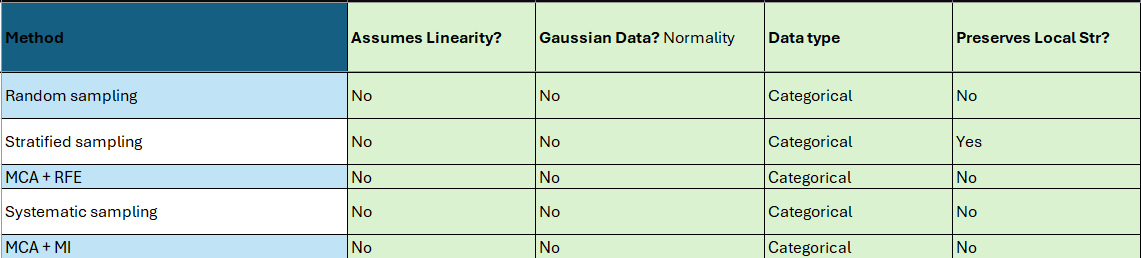 Method Assumes Linearity? Gaussian Data? Normality Data type Preserves Local Str?
Random sampling No No Categorical No
Stratified sampling No No Categorical Yes
MCA + RFE No No Categorical No
Systematic sampling No No Categorical No
MCA + MI No No Categorical No